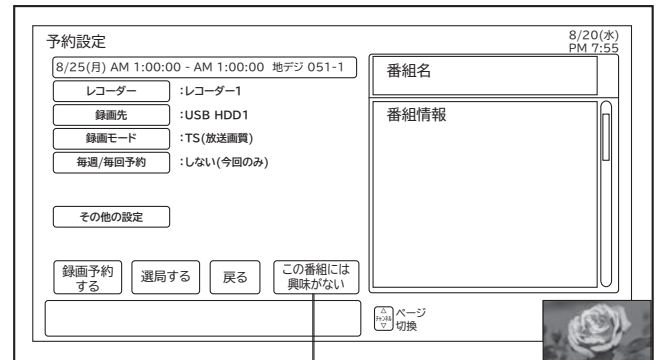 予約設定
8/20(水)
PM 7:55
8/25(月) AM 1:00:00 - AM 1:00:00 地デジ 051-1
レコーダー :レコーダー1
録画先 :USB HDD1
録画モード :TS(放送画質)
毎週/毎回予約 :しない(今回のみ)
その他の設定
録画予約
する
選局する
戻る
この番組には
興味がない
番組名
番組情報
チャンネル
ページ
切換